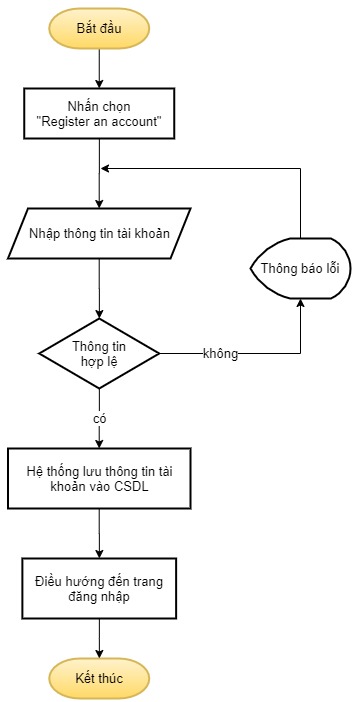 Bắt đầu
Nhấn chọn
"Register an account"
Nhập thông tin tài khoản
Thông báo lỗi
Thông tin
hợp lệ
không
có
Hệ thống lưu thông tin tài
khoản vào CSDL
Điều hướng đến trang
đăng nhập
Kết thúc